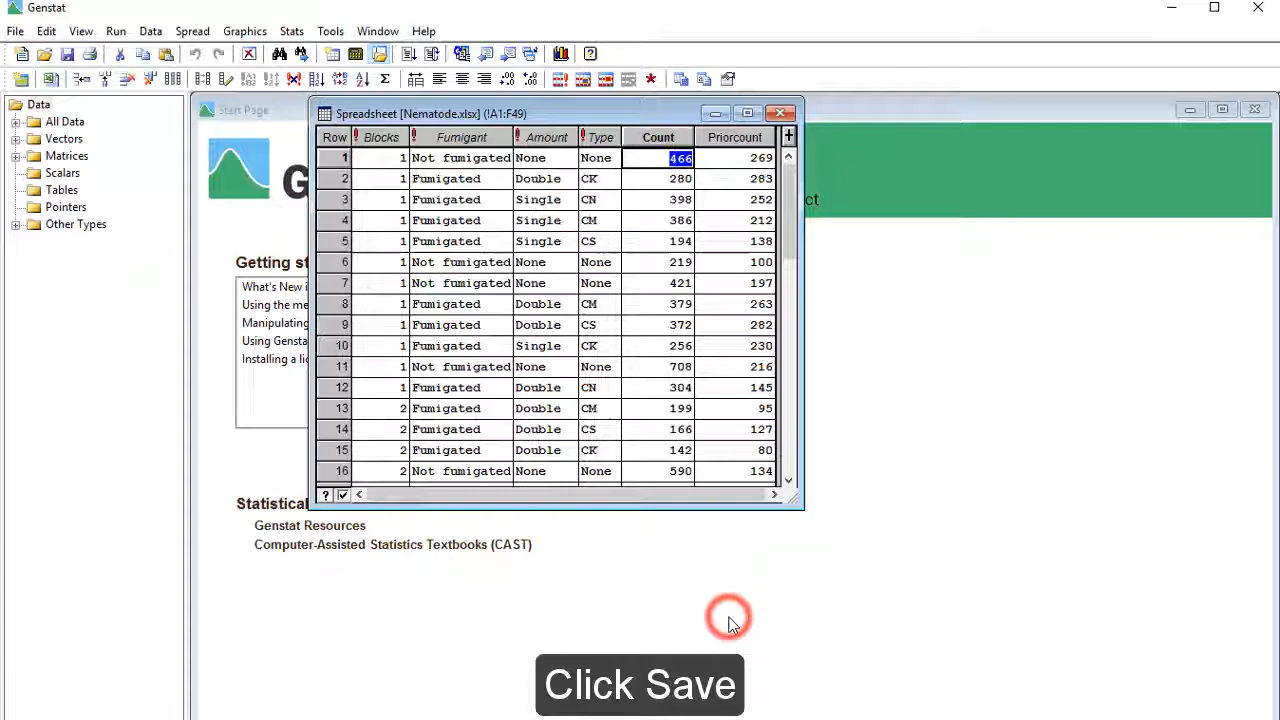 Genstat
File Edit View Run Data Spread Graphics Stats Tools Window Help
Data
All Data
Vectors
Matrices
Scalars
Tables
Pointers
Other Types
Start Page
G
ct
Getting st
What's New i
Using the me
Manipulating
Using Gensta
Installing a lic
Statistical
Genstat Resources
Computer-Assisted Statistics Textbooks (CAST)
Spreadsheet [Nematode.xlsx] (!A1:F49)
Row Blocks Fumigant Amount Type Count Priorcount +
1 1 Not fumigated None None 466 269
2 1 Fumigated Double CK 280 283
3 1 Fumigated Single CN 398 252
4 1 Fumigated Single CM 386 212
5 1 Fumigated Single CS 194 138
6 1 Not fumigated None None 219 100
7 1 Not fumigated None None 421 197
8 1 Fumigated Double CM 379 263
9 1 Fumigated Double CS 372 282
10 1 Fumigated Single CK 256 230
11 1 Not fumigated None None 708 216
12 1 Fumigated Double CN 304 145
13 2 Fumigated Double CM 199 95
14 2 Fumigated Double CS 166 127
15 2 Fumigated Double CK 142 80
16 2 Not fumigated None None 590 134
Click Save